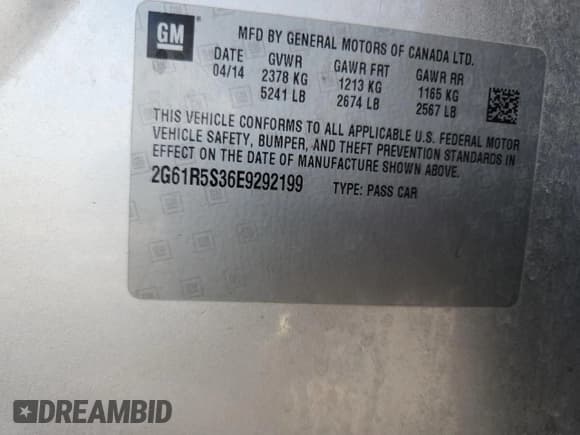 GM
MFD BY GENERAL MOTORS OF CANADA LTD.
DATE GVWR GAWR FRT GAWR RR
04/14 2378 KG 1213 KG 1165 KG
5241 LB 2674 LB 2567 LB
THIS VEHICLE CONFORMS TO ALL APPLICABLE U.S. FEDERAL MOTOR
VEHICLE SAFETY, BUMPER, AND THEFT PREVENTION STANDARDS IN
EFFECT ON THE DATE OF MANUFACTURE SHOWN ABOVE.
2G61R5S36E9292199 TYPE: PASS CAR
DREAMBID